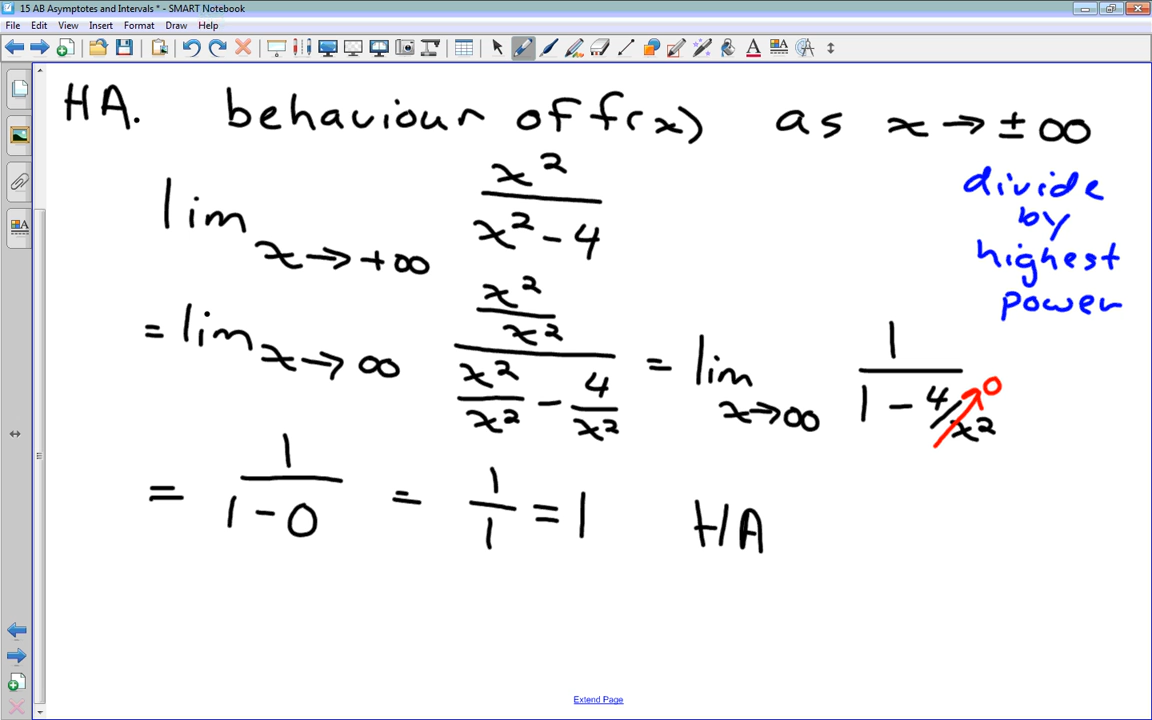 15 AB Asymptotes and Intervals * - SMART Notebook
File Edit View Insert Format Tools Draw Help
HA. behaviour of f(x) as x → ± ∞
divide
by
highest
power
lim x → +∞ x² / (x² - 4)
= lim x → ∞ (x²/x²) / (x²/x² - 4/x²) = lim x → ∞ 1 / (1 - 4/x²) 0
= 1 / (1 - 0) = 1/1 = 1 HA
Extend Page